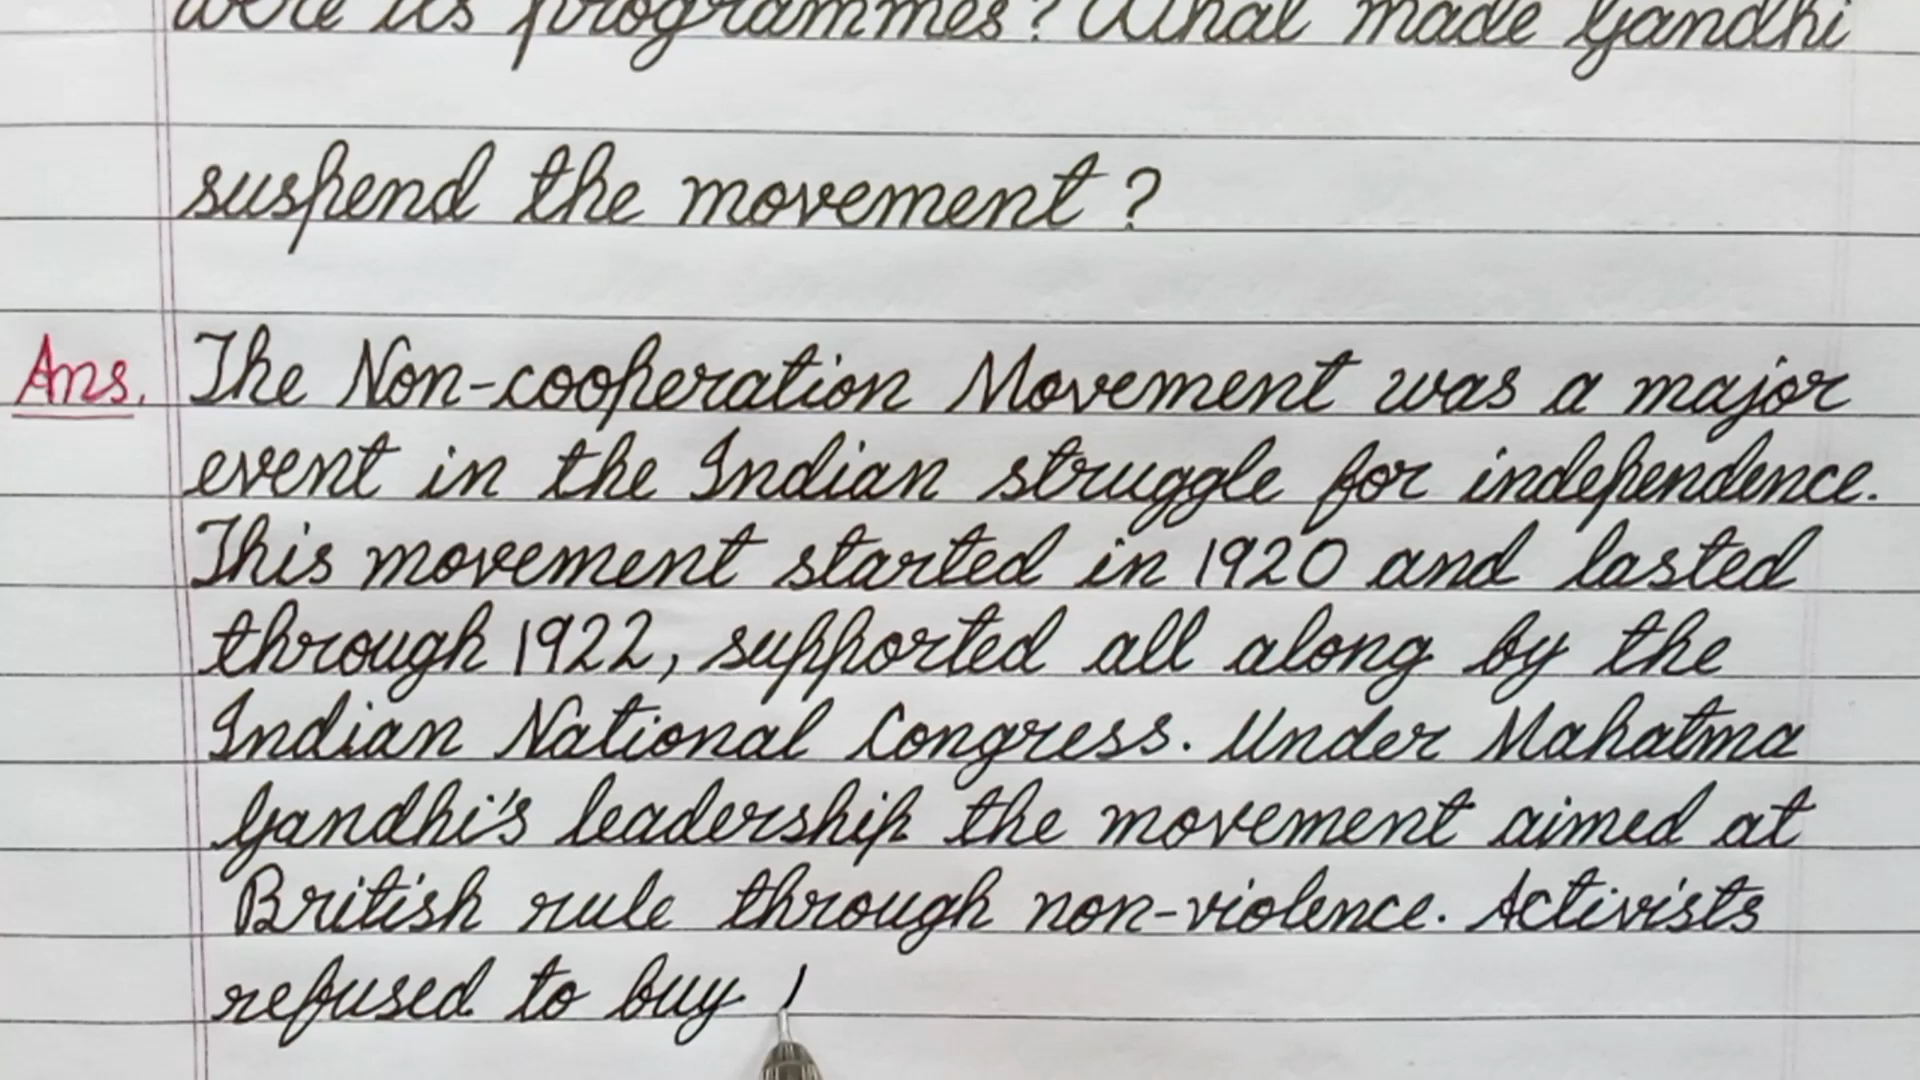 were its programmes? What made Gandhi
suspend the movement?
Ans. The Non-cooperation Movement was a major
event in the Indian struggle for independence.
This movement started in 1920 and lasted
through 1922, supported all along by the
Indian National Congress. Under Mahatma
Gandhi's leadership the movement aimed at
British rule through non-violence. Activists
refused to buy